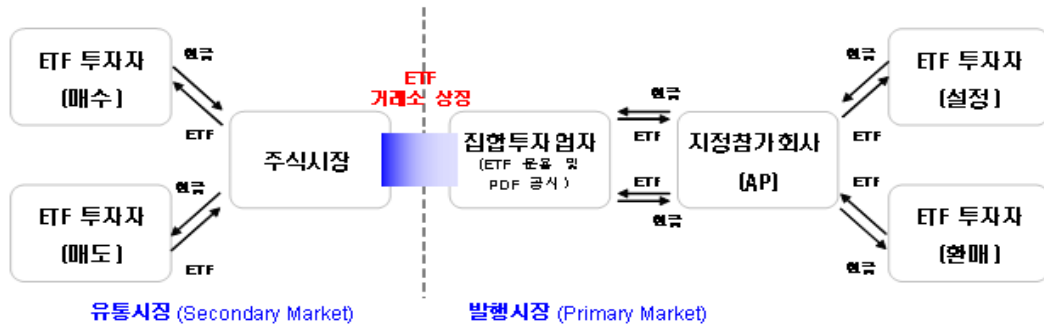 ETF 투자자
(매수)
현금
ETF
ETF 투자자
(매도)
현금
ETF
주식시장
ETF
거래소 상장
집합투자업자
(ETF 운용 및
PDF 공시)
현금
ETF
ETF
현금
지정참가회사
(AP)
현금
ETF
ETF 투자자
(설정)
ETF
현금
ETF 투자자
(환매)
유통시장 (Secondary Market)
발행시장 (Primary Market)